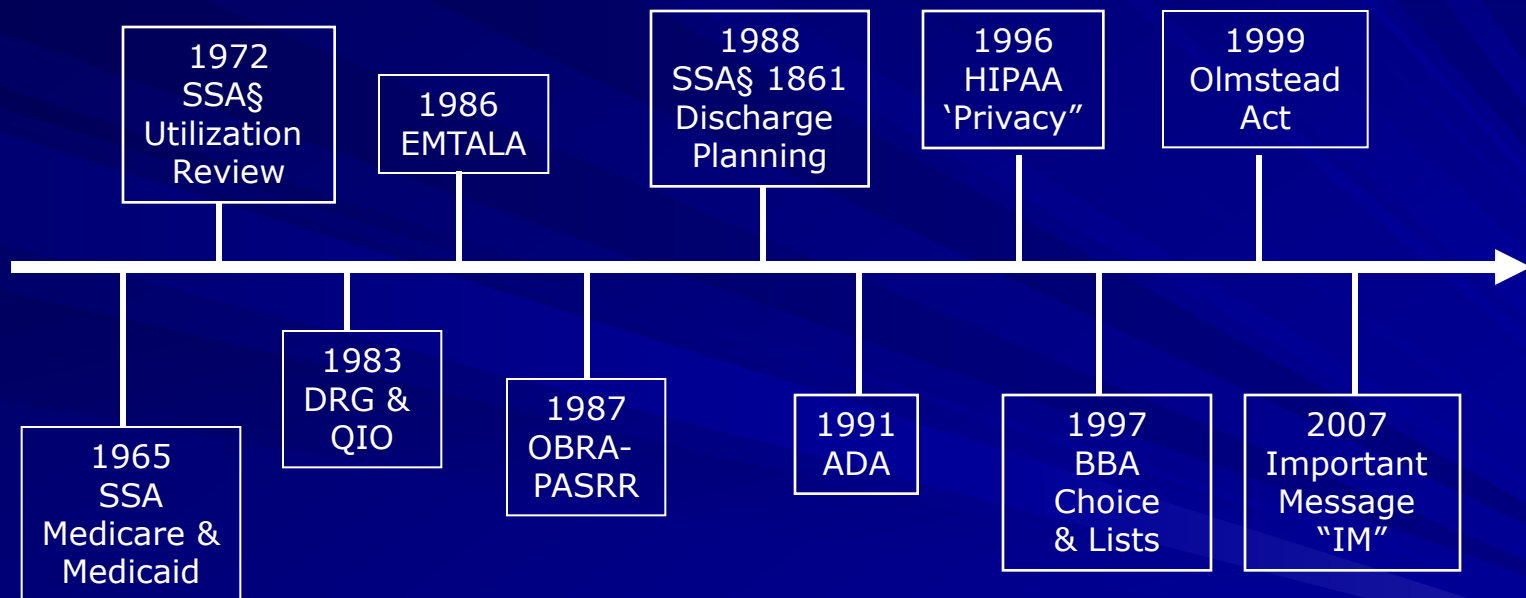 1965
SSA
Medicare &
Medicaid
1972
SSA§
Utilization
Review
1983
DRG &
QIO
1986
EMTALA
1987
OBRA-
PASRR
1988
SSA§ 1861
Discharge
Planning
1991
ADA
1996
HIPAA
‘Privacy”
1997
BBA
Choice
& Lists
1999
Olmstead
Act
2007
Important
Message
“IM”